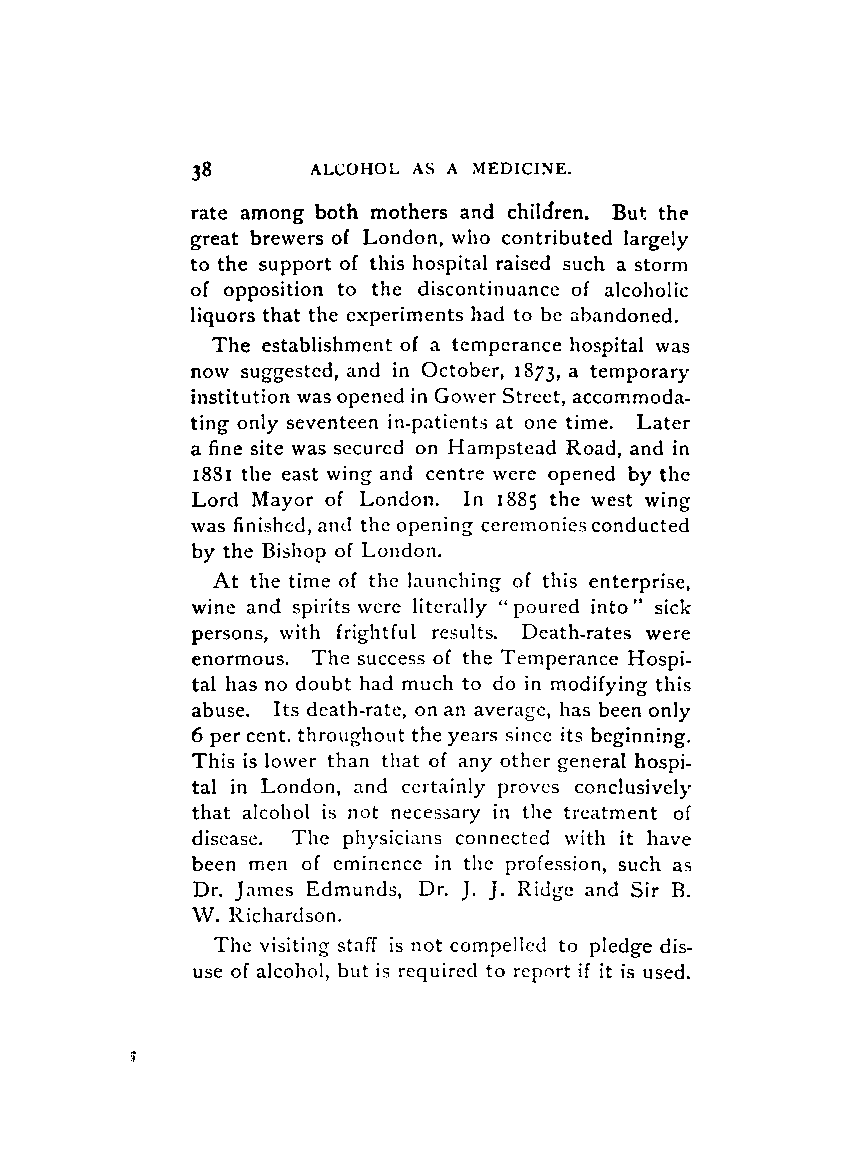 38 ALCOHOL AS A MEDICINE.
rate among both mothers and children. But the
great brewers of London, who contributed largely
to the support of this hospital raised such a storm
of opposition to the discontinuance of alcoholic
liquors that the experiments had to be abandoned.
The establishment of a temperance hospital was
now suggested, and in October, 1873, a temporary
institution was opened in Gower Street, accommoda-
ting only seventeen in-patients at one time. Later
a fine site was secured on Hampstead Road, and in
1881 the east wing and centre were opened by the
Lord Mayor of London. In 1885 the west wing
was finished, and the opening ceremonies conducted
by the Bishop of London.
At the time of the launching of this enterprise,
wine and spirits were literally "poured into" sick
persons, with frightful results. Death-rates were
enormous. The success of the Temperance Hospi-
tal has no doubt had much to do in modifying this
abuse. Its death-rate, on an average, has been only
6 per cent. throughout the years since its beginning.
This is lower than that of any other general hospi-
tal in London, and certainly proves conclusively
that alcohol is not necessary in the treatment of
disease. The physicians connected with it have
been men of eminence in the profession, such as
Dr. James Edmunds, Dr. J. J. Ridge and Sir B.
W. Richardson.
The visiting staff is not compelled to pledge dis-
use of alcohol, but is required to report if it is used.